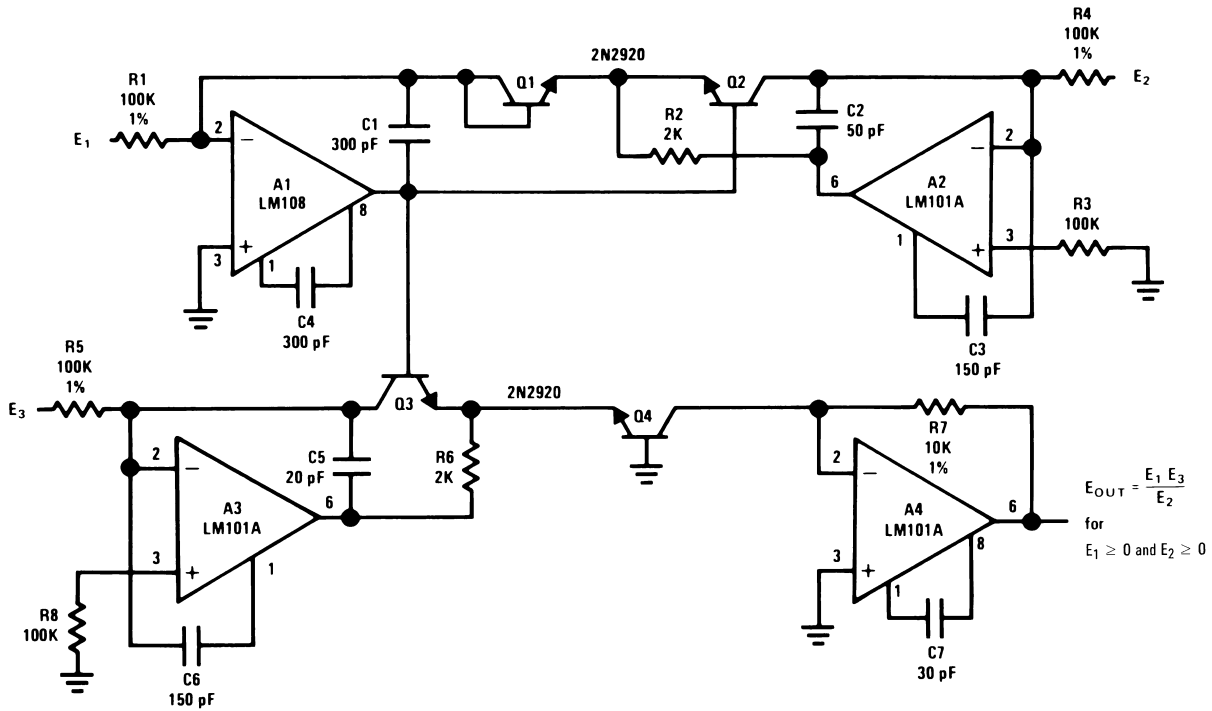 R4
100K
1%
2N2920
R1
100K
1%
Q1
Q2
E2
C1
300 pF
R2
2K
C2
50 pF
E1
2
−
2
−
A1
LM108
8
6
A2
LM101A
R3
100K
+
3
1
1
+
3
C4
300 pF
C3
150 pF
R5
100K
1%
E3
Q3
2N2920
Q4
R7
10K
1%
2
−
C5
20 pF
R6
2K
2
−
A3
LM101A
6
A4
LM101A
6
EOUT = E1 E3
E2
for
E1 ≥ 0 and E2 ≥ 0
3
+
1
8
3
+
1
R8
100K
C6
150 pF
C7
30 pF